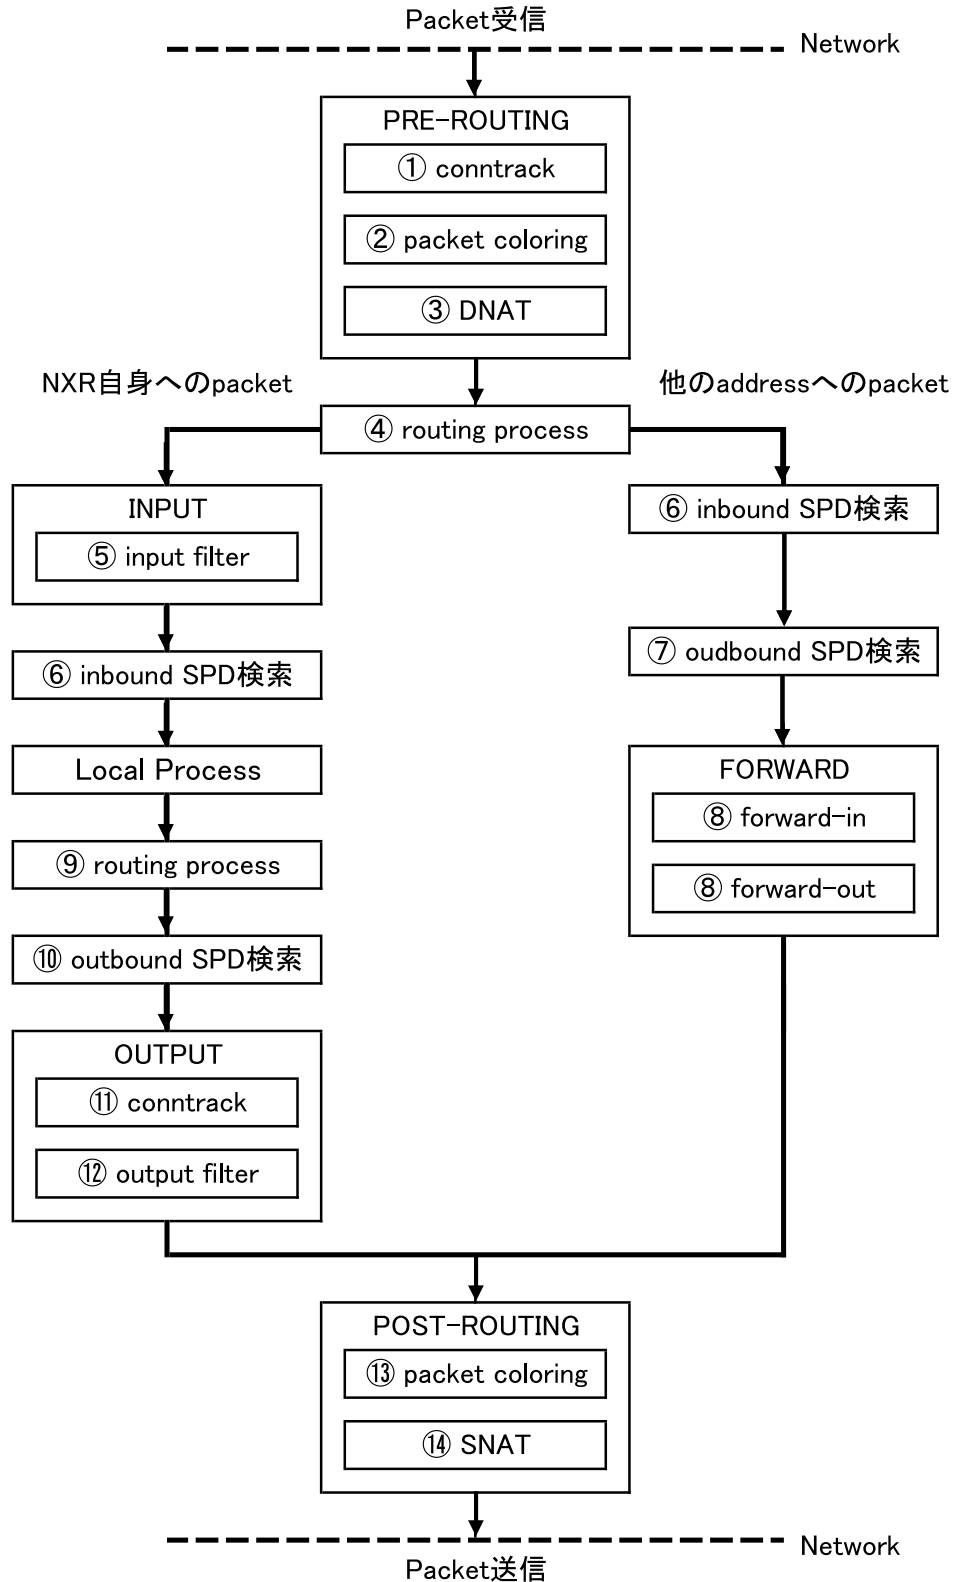 Packet受信
Network
PRE-ROUTING
① conntrack
② packet coloring
③ DNAT
NXR自身へのpacket
他のaddressへのpacket
④ routing process
INPUT
⑤ input filter
⑥ inbound SPD検索
Local Process
⑨ routing process
⑩ outbound SPD検索
OUTPUT
⑪ conntrack
⑫ output filter
⑥ inbound SPD検索
⑦ oudbound SPD検索
FORWARD
⑧ forward-in
⑧ forward-out
POST-ROUTING
⑬ packet coloring
⑭ SNAT
Network
Packet送信